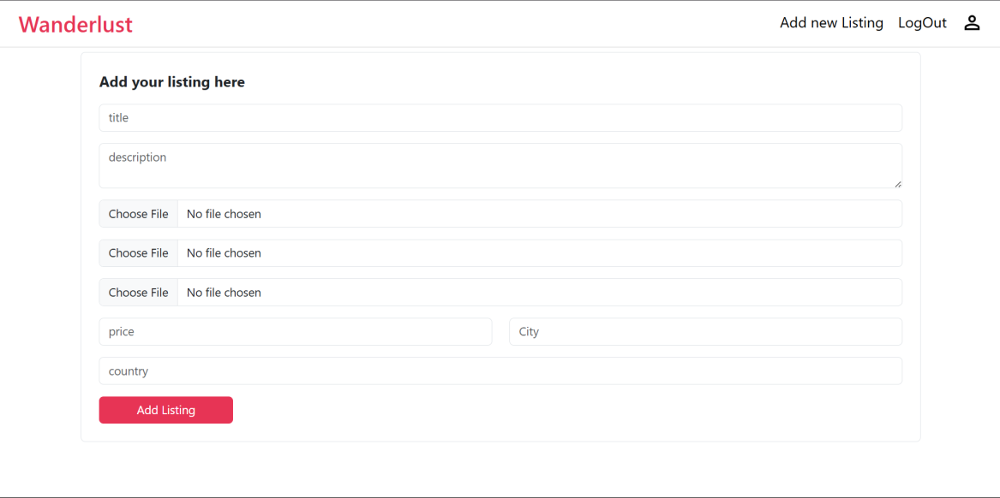 Wanderlust
Add new Listing LogOut
Add your listing here
title
description
Choose File No file chosen
Choose File No file chosen
Choose File No file chosen
price City
country
Add Listing